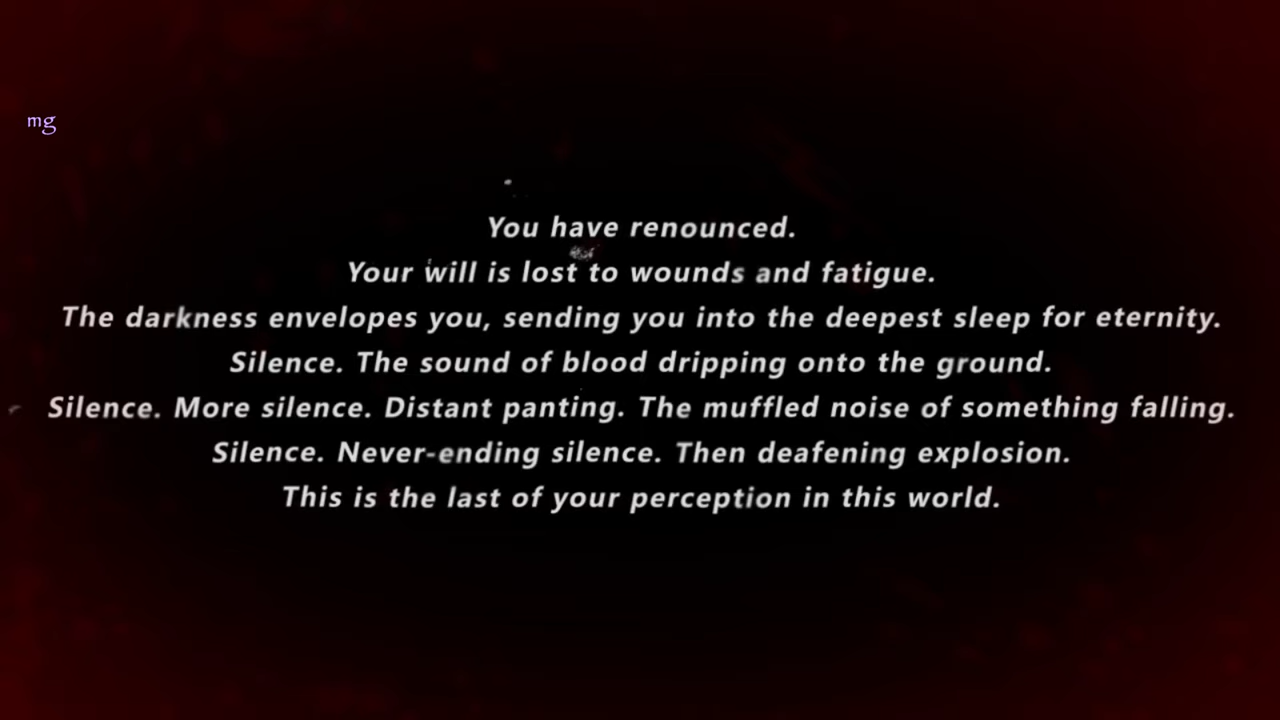 mg
You have renounced.
Your will is lost to wounds and fatigue.
The darkness envelopes you, sending you into the deepest sleep for eternity.
Silence. The sound of blood dripping onto the ground.
Silence. More silence. Distant panting. The muffled noise of something falling.
Silence. Never-ending silence. Then deafening explosion.
This is the last of your perception in this world.